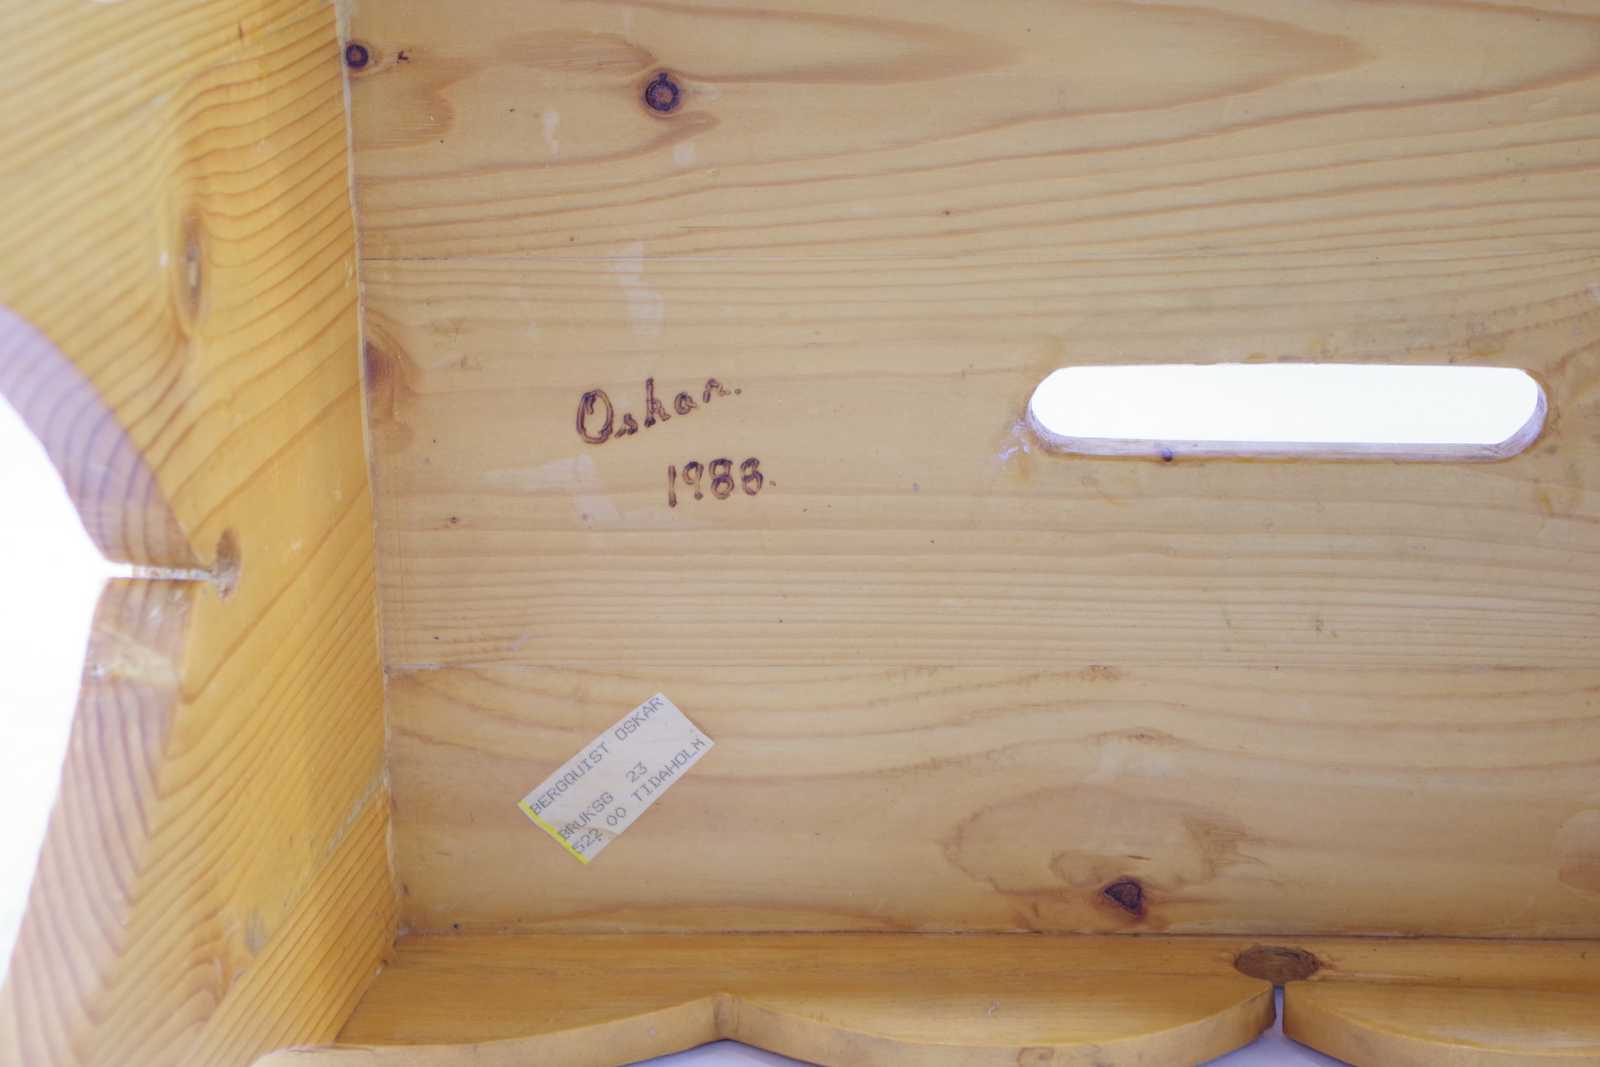 Oskar.
1988.
BERGQUIST OSKAR
BRUKSG 23
522 00 TIDAHOLM